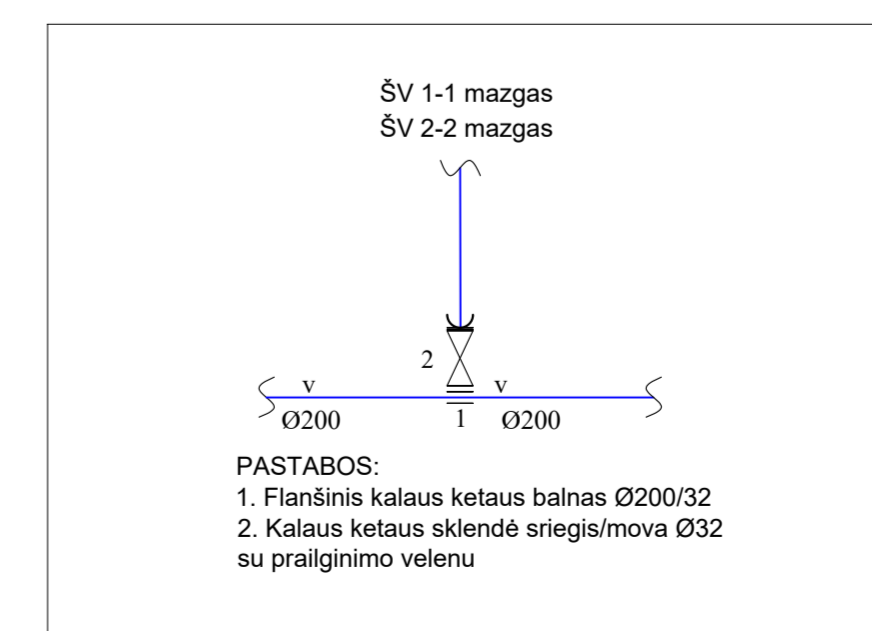 ŠV 1-1 mazgas
ŠV 2-2 mazgas
2
v
v
Ø200
1
Ø200
PASTABOS:
1. Flanšinis kalaus ketaus balnas Ø200/32
2. Kalaus ketaus sklendė sriegis/mova Ø32
su prailginimo velenu